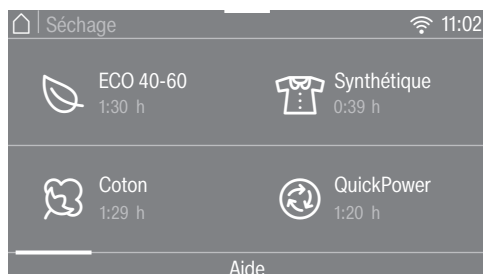 Séchage 11:02
ECO 40-60
1:30 h
Synthétique
0:39 h
Coton
1:29 h
QuickPower
1:20 h
Aide